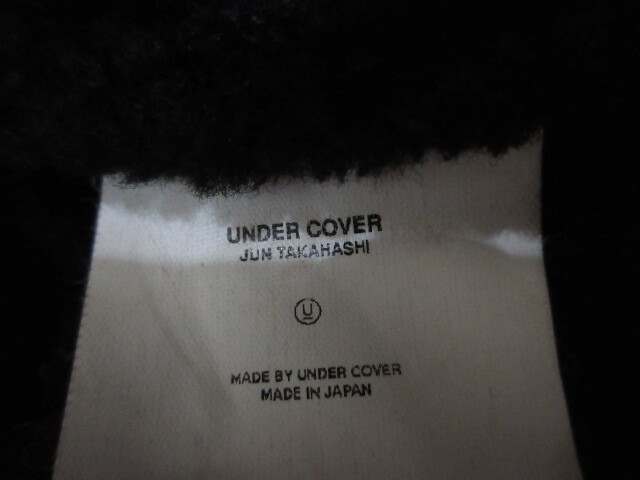 UNDER COVER
JUN TAKAHASHI
U
MADE BY UNDER COVER
MADE IN JAPAN